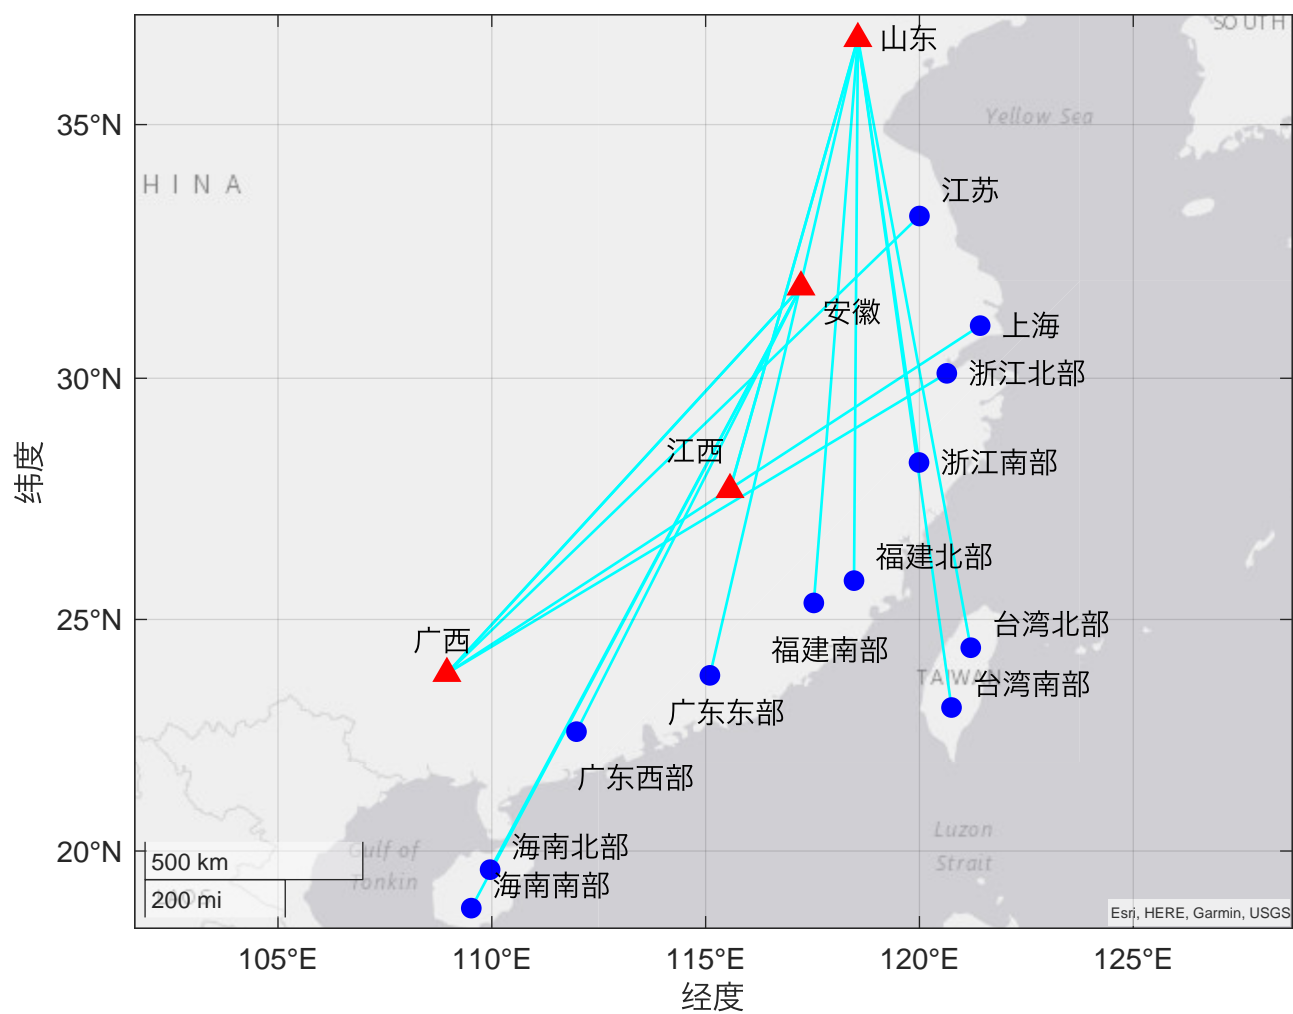 SOUTH
山东
Yellow Sea
35°N
HINA
江苏
安徽
上海
30°N
浙江北部
江西
浙江南部
纬度
福建北部
25°N
台湾北部
广西
福建南部
TAIWAN
台湾南部
广东东部
广东西部
Luzon
Strait
20°N
海南北部
Gulf of
Tonkin
500 km
海南南部
LAOS
200 mi
Esri, HERE, Garmin, USGS
105°E
110°E
115°E
120°E
125°E
经度